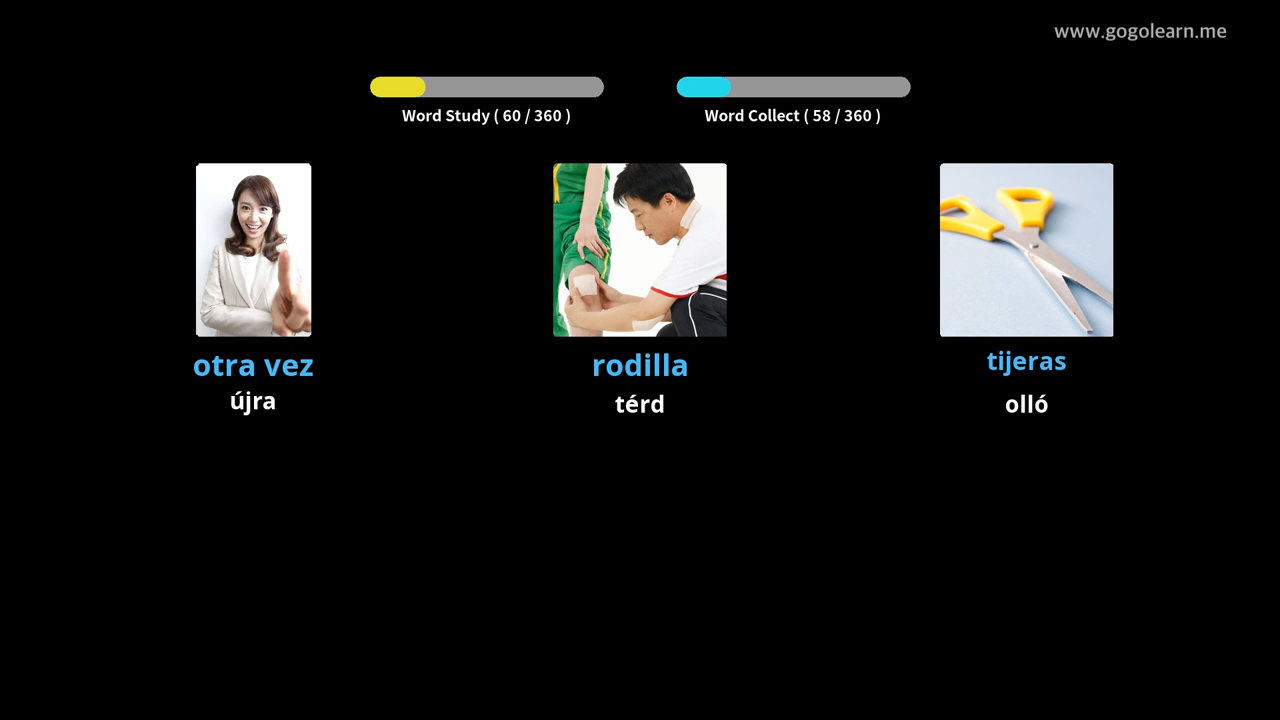 www.gogolearn.me
Word Study ( 60 / 360 )
Word Collect ( 58 / 360 )
otra vez
újra
rodilla
térd
tijeras
olló